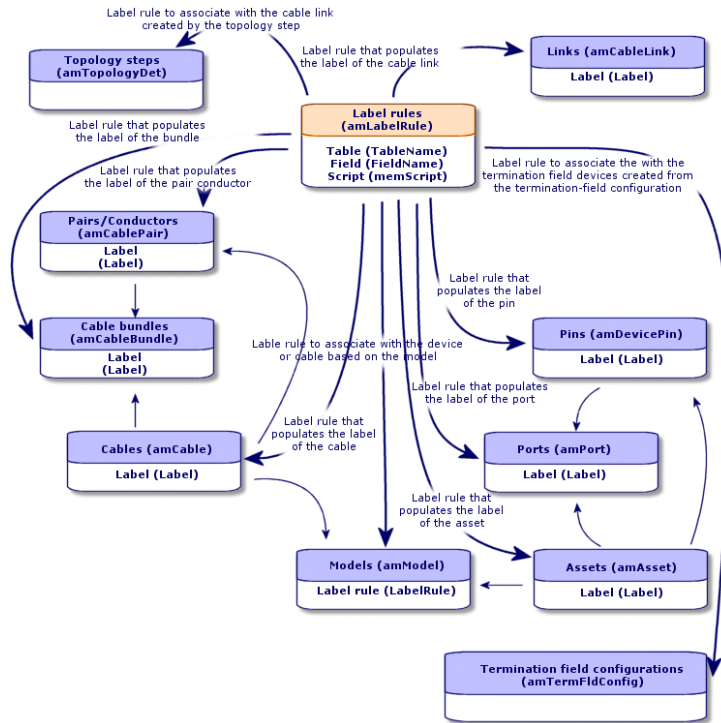 Label rule to associate with the cable link
created by the topology step
Topology steps
(amTopologyDet)
Label rule that populates
the label of the cable link
Links (amCableLink)
Label (Label)
Label rules
(amLabelRule)
Table (TableName)
Field (FieldName)
Script (memScript)
Label rule that populates
the label of the bundle
Label rule that populates
the label of the pair conductor
Label rule to associate the with the
termination field devices created from
the termination-field configuration
Pairs/Conductors
(amCablePair)
Label
(Label)
Label rule that
populates the label
of the pin
Cable bundles
(amCableBundle)
Label
(Label)
Lable rule to associate with the device
or cable based on the model
Pins (amDevicePin)
Label (Label)
Label rule that populates
the label of the port
Label rule that
populates the label
of the cable
Cables (amCable)
Label (Label)
Ports (amPort)
Label (Label)
Label rule that
populates the label
of the asset
Models (amModel)
Label rule (LabelRule)
Assets (amAsset)
Label (Label)
Termination field configurations
(amTermFldConfig)